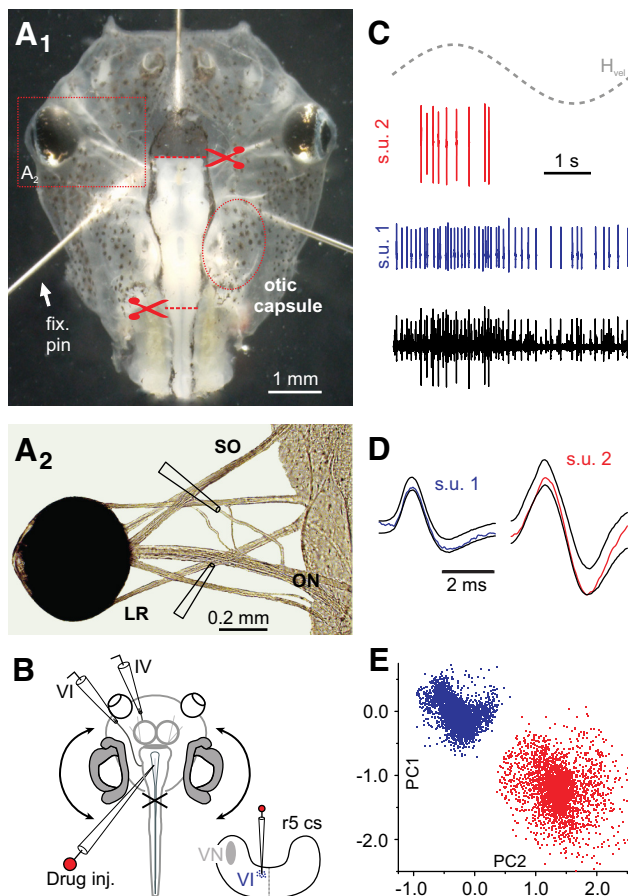 A1
A2
otic
capsule
fix.
pin
1 mm
A2
SO
ON
LR
0.2 mm
B
IV
VI
Drug inj.
r5 cs
VN
VI
C
Hvel
s.u. 2
1 s
s.u. 1
D
s.u. 1
s.u. 2
2 ms
E
0.0
-1.0
-2.0
PC1
PC2
-1.0
0.0
1.0
2.0